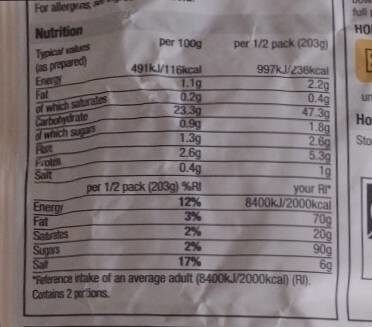 For allergens,
Nutrition
Typical values
(as prepared) per 100g per 1/2 pack (203g)
Energy 491kJ/116kcal 997kJ/236kcal
Fat 1.1g 2.2g
of which saturates 0.2g 0.4g
Carbohydrate 23.3g 47.3g
of which sugars 0.9g 1.8g
Fibre 1.3g 2.6g
Protein 2.6g 5.3g
Salt 0.4g 1g
per 1/2 pack (203g) %RI your RI*
Energy 12% 8400kJ/2000kcal
Fat 3% 70g
Saturates 2% 20g
Sugars 2% 90g
Salt 17% 6g
*Reference intake of an average adult (8400kJ/2000kcal) (RI).
Contains 2 portions.
full
HO
un
Ho
Sto